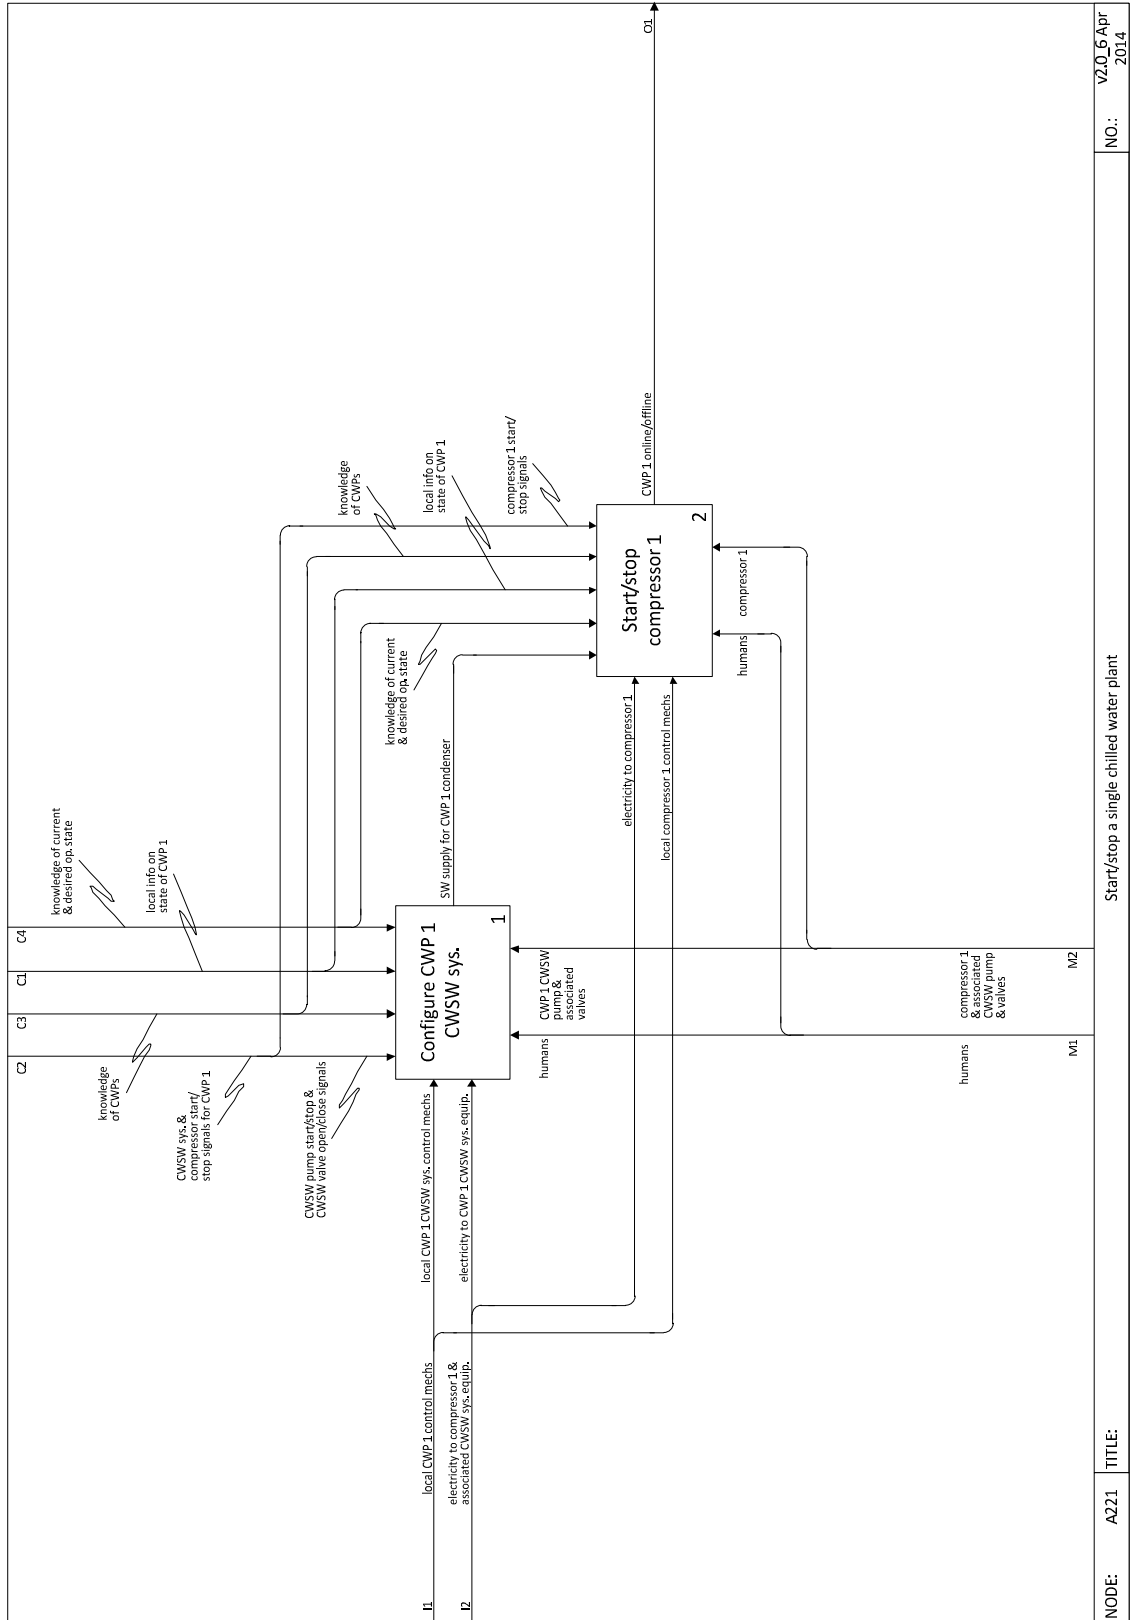 C2
C3
C1
C4
knowledge of current
& desired op. state
local info on
state of CWP 1
knowledge
of CWPs
CWSW sys. &
compressor start/
stop signals for CWP 1
CWSW pump start/stop &
CWSW valve open/close signals
knowledge
of CWPs
local info on
state of CWP 1
compressor 1 start/
stop signals
knowledge of current
& desired op. state
I1
local CWP 1 control mechs
local CWP 1 CWSW sys. control mechs
I2
electricity to compressor 1 &
associated CWSW sys. equip.
electricity to CWP 1 CWSW sys. equip.
Configure CWP 1
CWSW sys.
1
SW supply for CWP 1 condenser
humans
CWP 1 CWSW
pump &
associated
valves
electricity to compressor 1
local compressor 1 control mechs
Start/stop
compressor 1
2
CWP 1 online/offline
O1
humans
compressor 1
humans
compressor 1
& associated
CWSW pump
& valves
M1
M2
NODE:
A221
TITLE:
Start/stop a single chilled water plant
NO.:
v2.0_6 Apr
2014